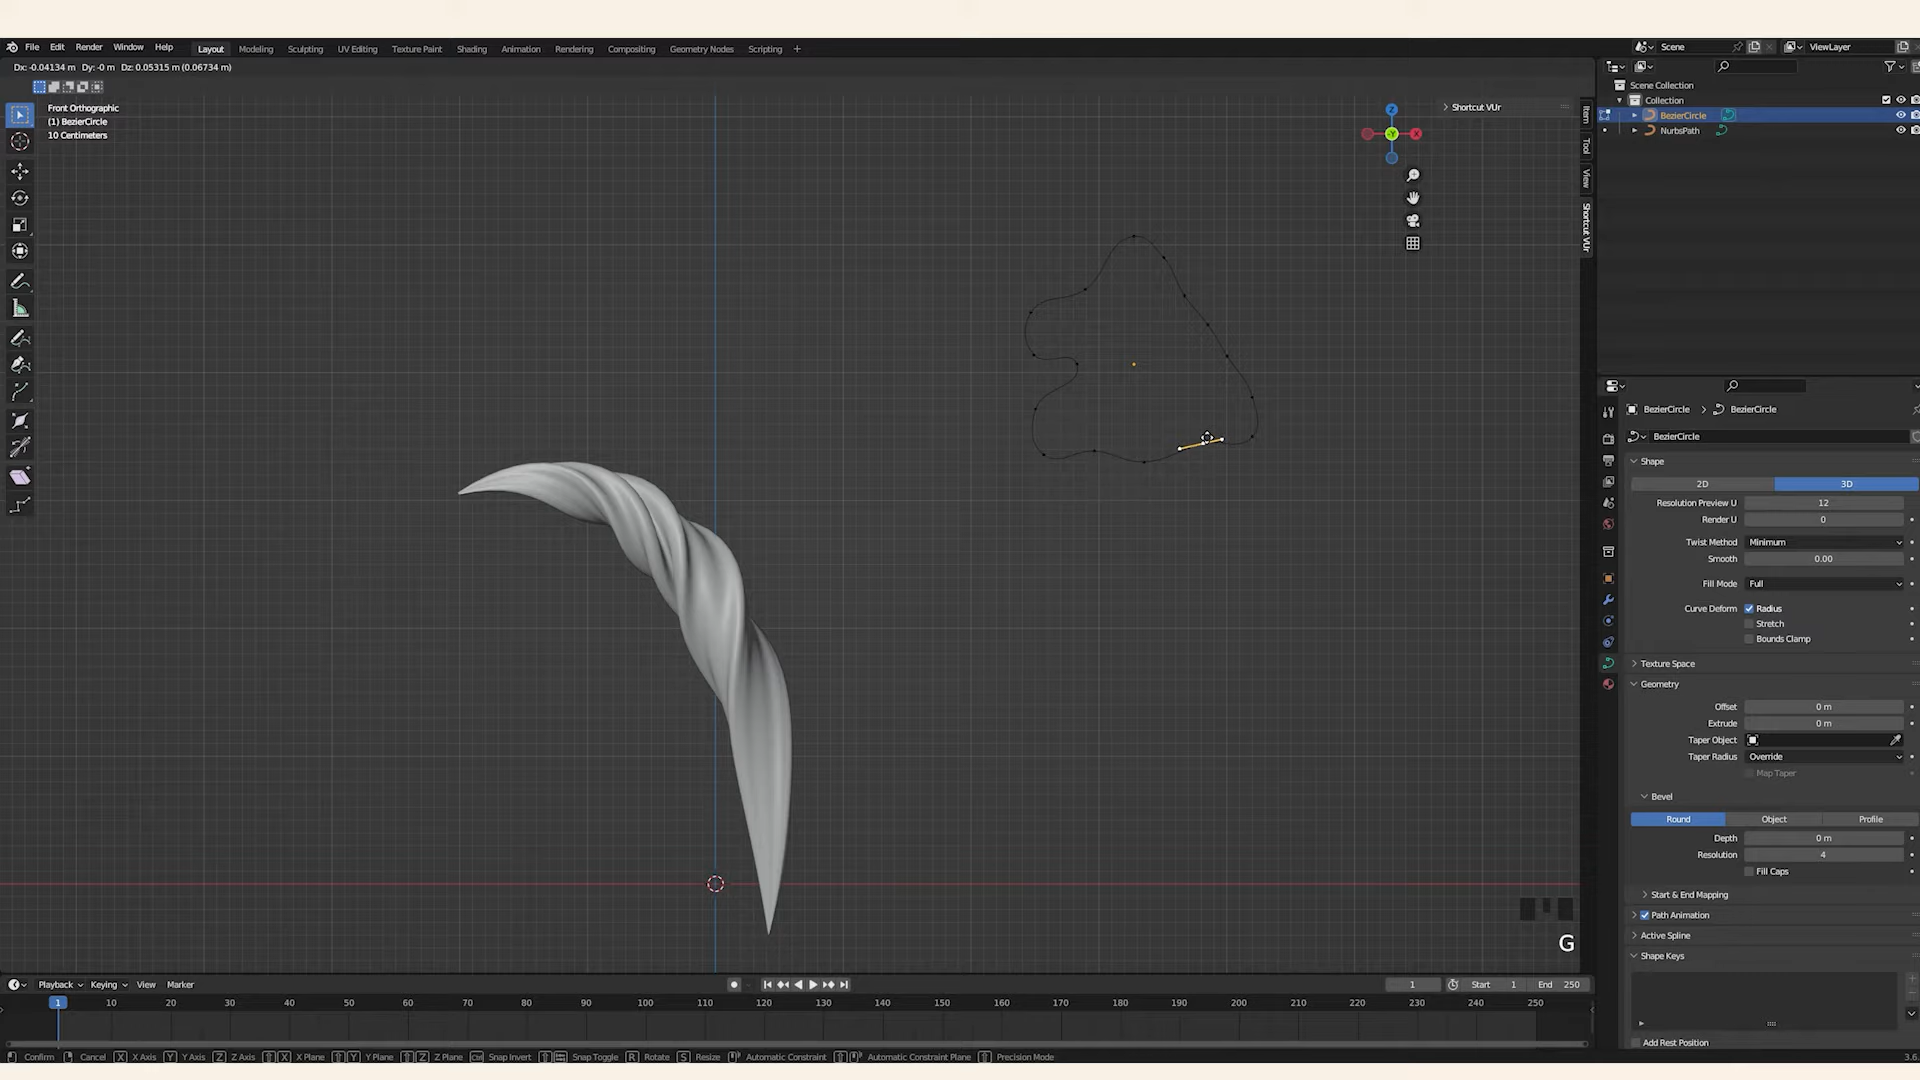 File Edit Render Window Help Layout Modeling Sculpting UV Editing Texture Paint Shading Animation Rendering Compositing Geometry Nodes Scripting + Scene ViewLayer
Dx: -0.04134 m Dy: -0 m Dz: 0.05315 m (0.06734 m)
Front Orthographic
(1) BezierCircle
10 Centimeters
Shortcut VUr
Z
-Y
X
Item
Tool
View
Shortcut VUr
Scene Collection
Collection
BezierCircle
NurbsPath
BezierCircle > BezierCircle
BezierCircle
Shape
2D 3D
Resolution Preview U 12
Render U 0
Twist Method Minimum
Smooth 0.00
Fill Mode Full
Curve Deform Radius
Stretch
Bounds Clamp
Texture Space
Geometry
Offset 0 m
Extrude 0 m
Taper Object
Taper Radius Override
Map Taper
Bevel
Round Object Profile
Depth 0 m
Resolution 4
Fill Caps
Start & End Mapping
Path Animation
Active Spline
Shape Keys
Add Rest Position
G
Playback Keying View Marker 1 Start 1 End 250
1 10 20 30 40 50 60 70 80 90 100 110 120 130 140 150 160 170 180 190 200 210 220 230 240 250
Confirm Cancel X X Axis Y Y Axis Z Z Axis X X Plane Y Y Plane Z Z Plane Ctrl Snap Invert Snap Toggle R Rotate S Resize Automatic Constraint Automatic Constraint Plane Precision Mode 3.6.